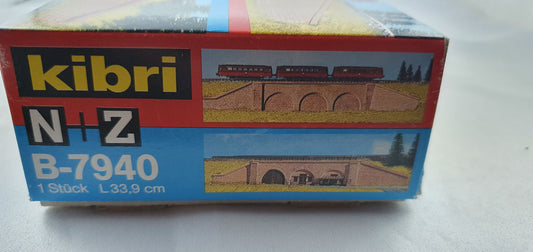 kibri
N+Z
B-7940
1 Stück L 33,9 cm